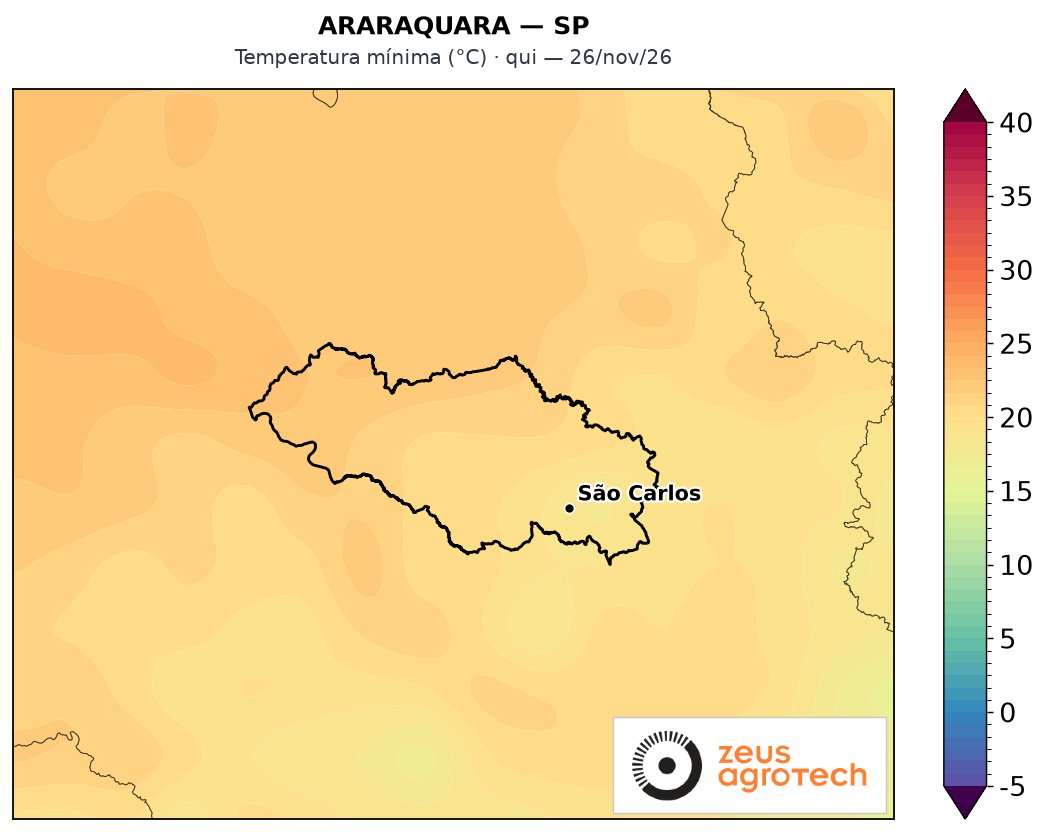 ARARAQUARA — SP
Temperatura mínima (°C) · qui — 26/nov/26
São Carlos
40
35
30
25
20
15
10
5
0
-5
zeus
agrotech